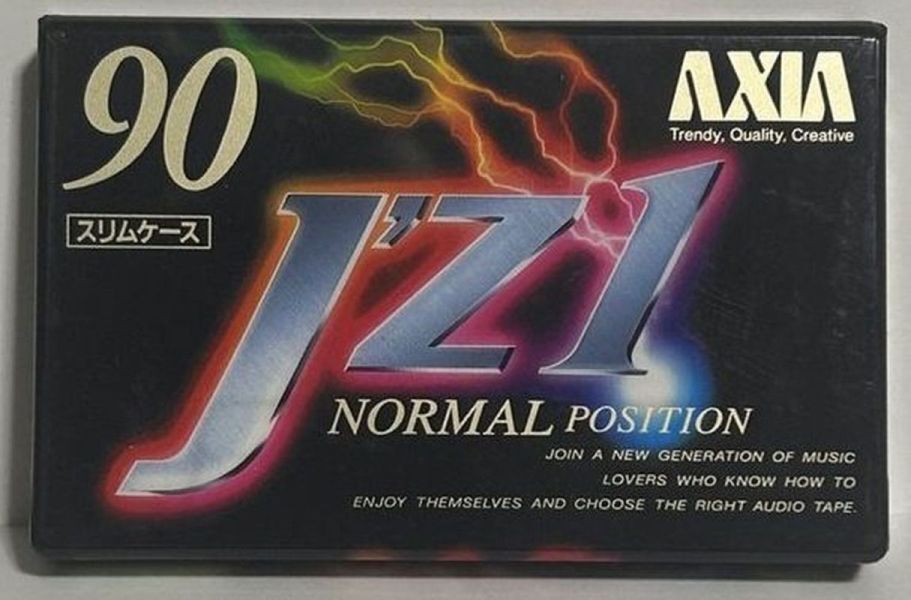 90
AXIA
Trendy, Quality, Creative
スリムケース
J'Z1
NORMAL POSITION
JOIN A NEW GENERATION OF MUSIC
LOVERS WHO KNOW HOW TO
ENJOY THEMSELVES AND CHOOSE THE RIGHT AUDIO TAPE.